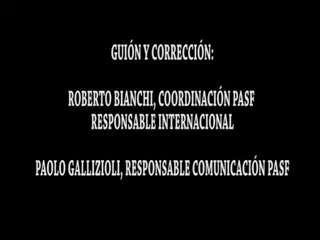 GUIÓN Y CORRECCIÓN:
ROBERTO BIANCHI, COORDINACIÓN PASF
RESPONSABLE INTERNACIONAL
PAOLO GALLIZIOLI, RESPONSABLE COMUNICACIÓN PASF